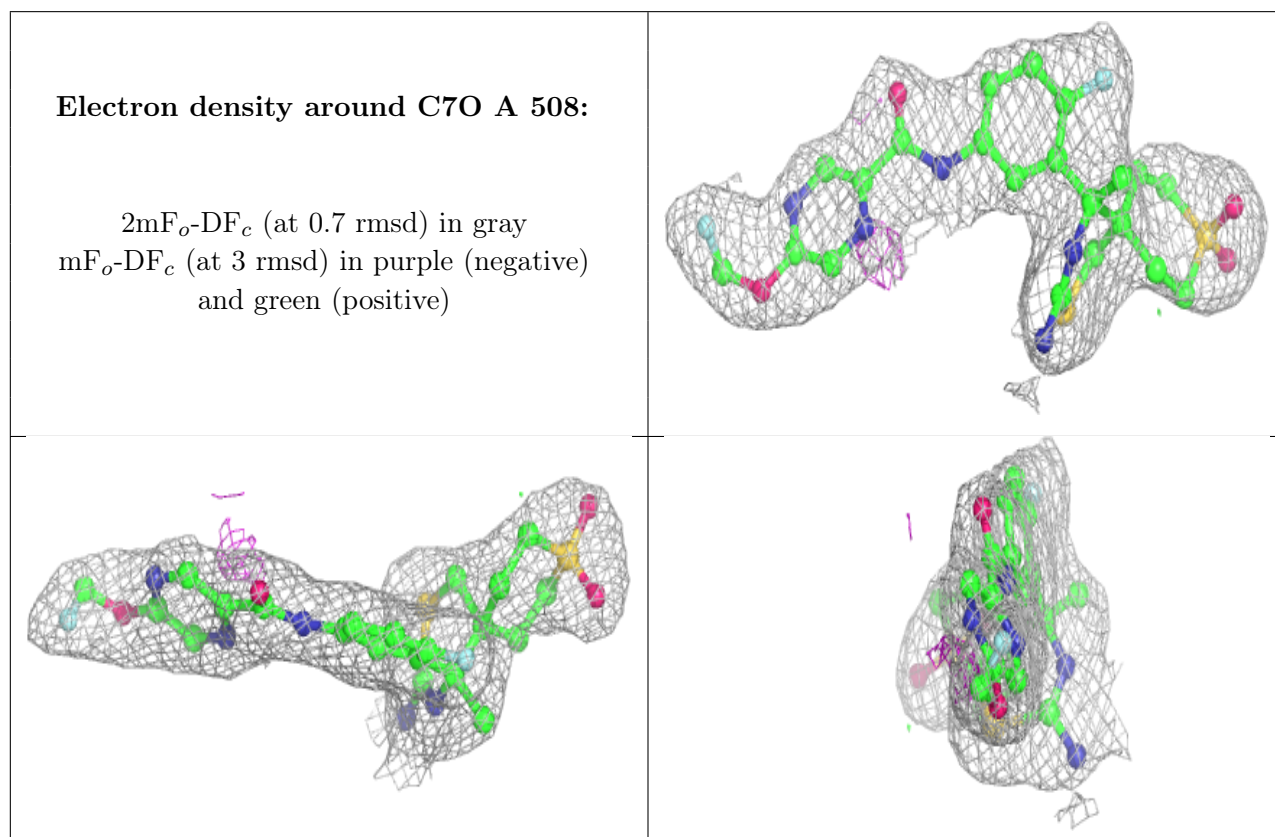 Electron density around C7O A 508:
2mFo-DFc (at 0.7 rmsd) in gray
mFo-DFc (at 3 rmsd) in purple (negative)
and green (positive)